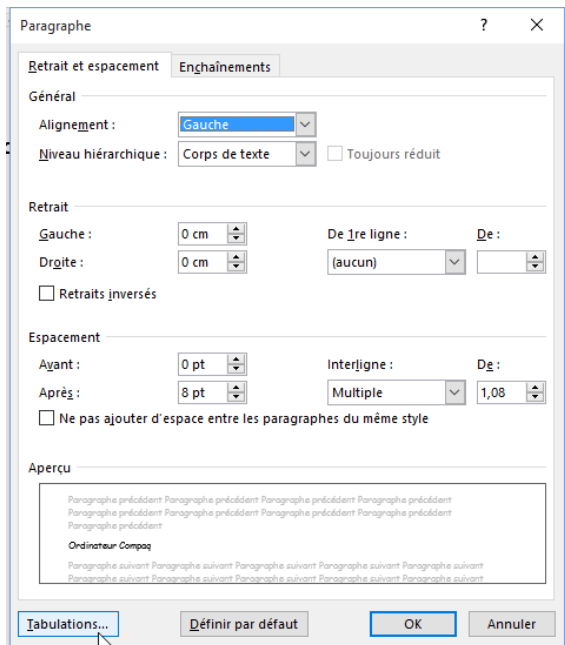 Paragraphe ?
Retrait et espacement Enchaînements
Général
Alignement : Gauche
Niveau hiérarchique : Corps de texte Toujours réduit
Retrait
Gauche : 0 cm De 1re ligne : De :
Droite : 0 cm (aucun)
Retraits inversés
Espacement
Avant : 0 pt Interligne : De :
Après : 8 pt Multiple 1,08
Ne pas ajouter d'espace entre les paragraphes du même style
Aperçu
Paragraphe précédent Paragraphe précédent Paragraphe précédent Paragraphe précédent
Paragraphe précédent Paragraphe précédent Paragraphe précédent Paragraphe précédent
Paragraphe précédent
Ordinateur Compaq
Paragraphe suivant Paragraphe suivant Paragraphe suivant Paragraphe suivant Paragraphe suivant
Paragraphe suivant Paragraphe suivant Paragraphe suivant Paragraphe suivant Paragraphe suivant
Tabulations... Définir par défaut OK Annuler